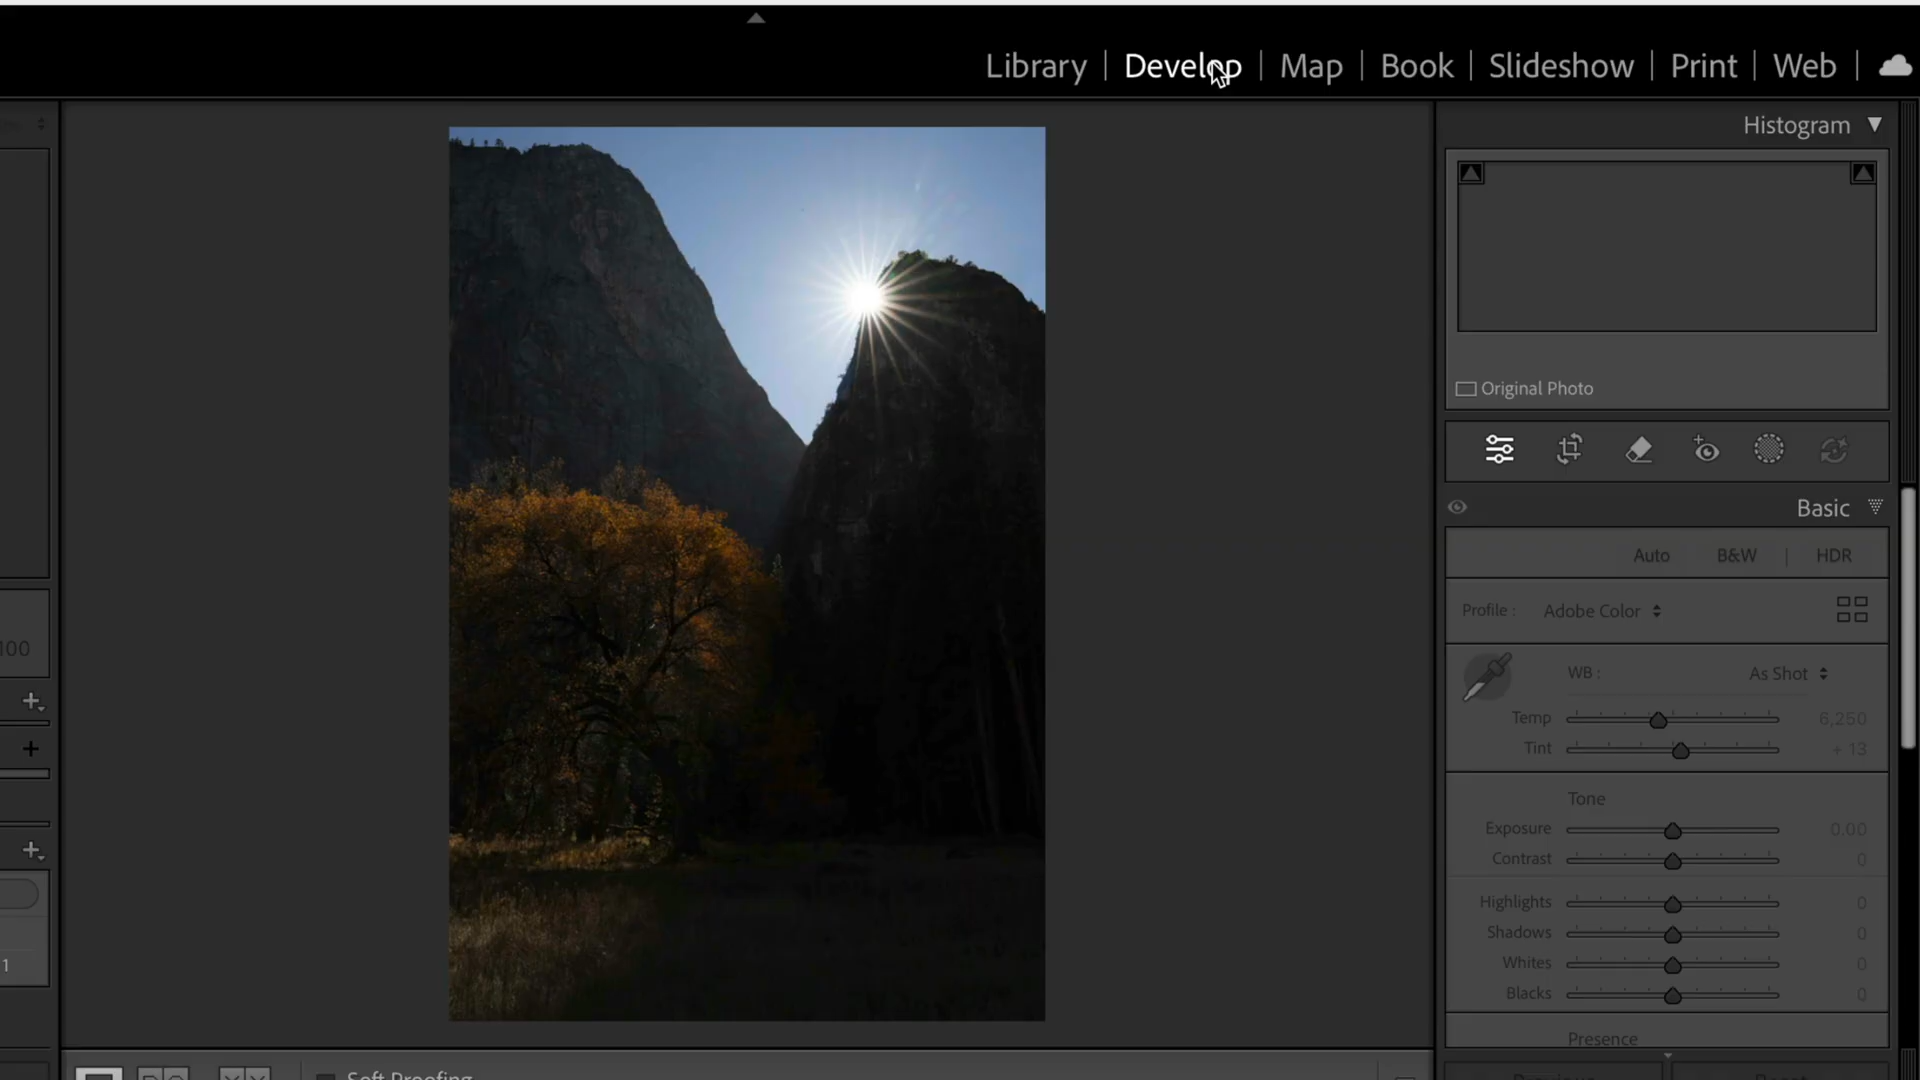 Library | Develop | Map | Book | Slideshow | Print | Web |
Histogram
Original Photo
Basic
Auto B&W | HDR
Profile : Adobe Color
100
WB : As Shot
Temp 6,250
Tint + 13
Tone
Exposure 0.00
Contrast 0
Highlights 0
Shadows 0
Whites 0
1
Blacks 0
Presence
Soft Proofing